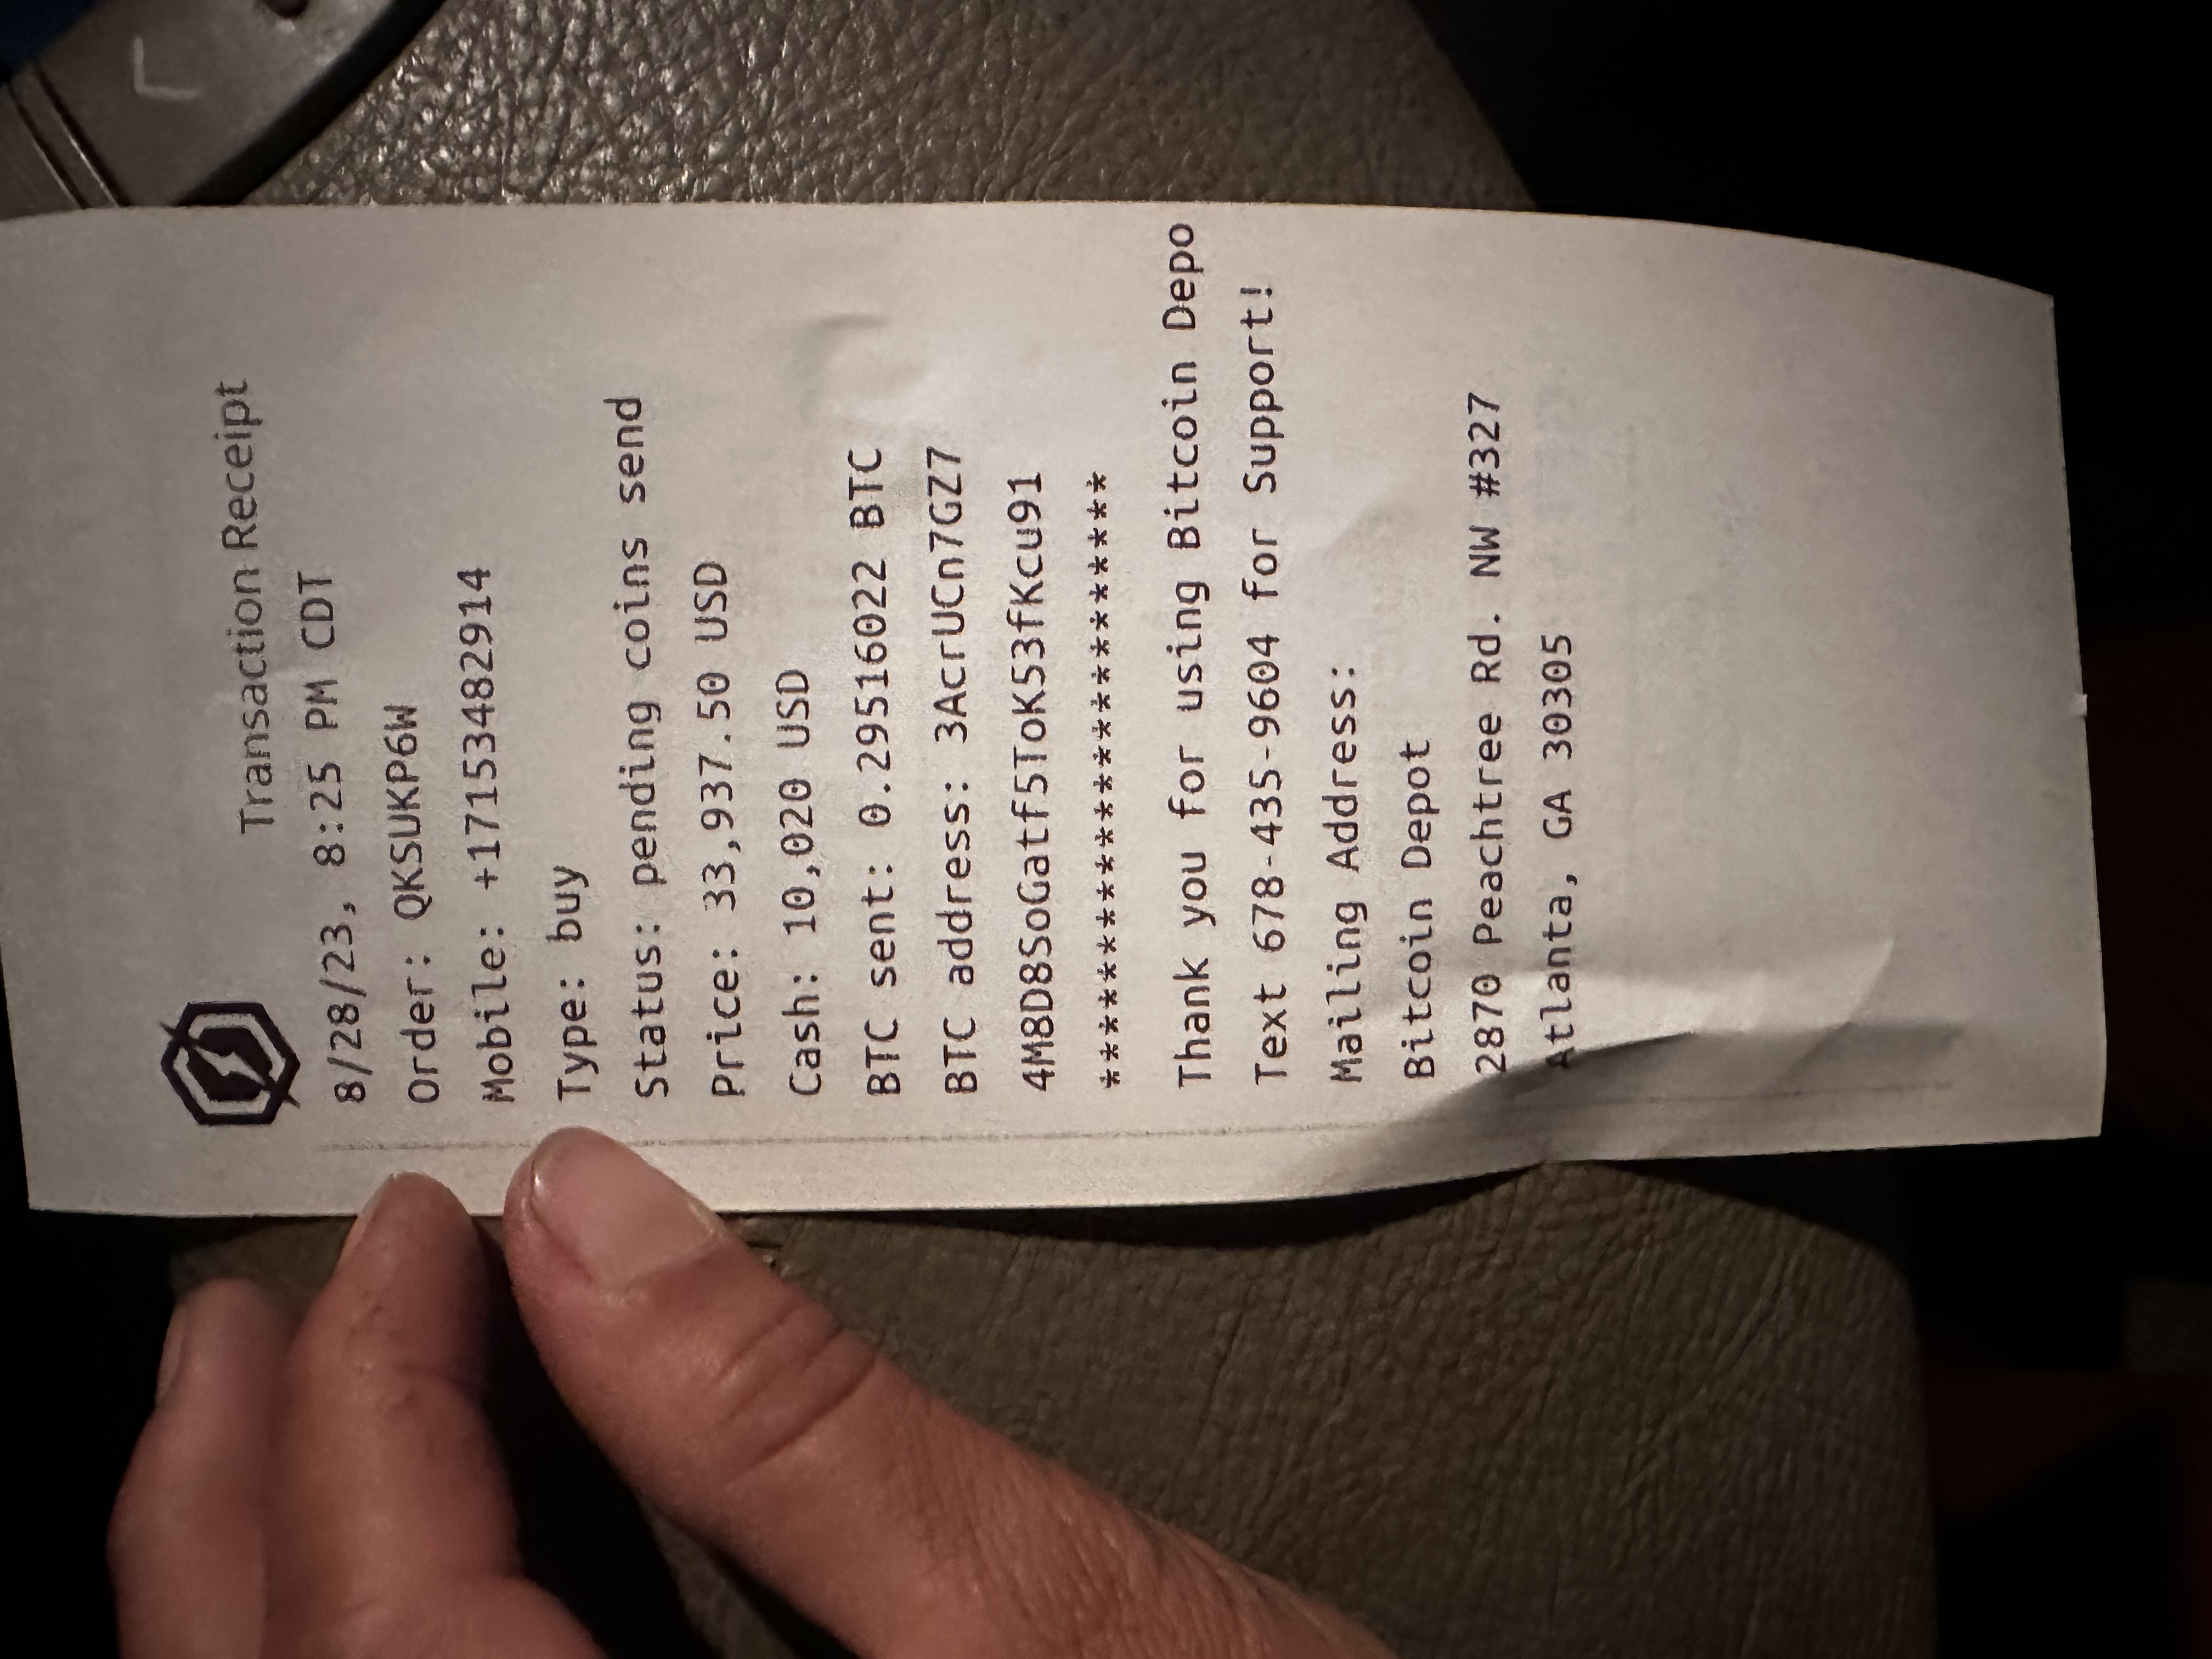 Transaction Receipt
8/28/23, 8:25 PM CDT
Order: QKSUKP6W
Mobile: +17153482914
Type: buy
Status: pending coins send
Price: 33,937.50 USD
Cash: 10,020 USD
BTC sent: 0.29516022 BTC
BTC address: 3AcrUCn7GZ7
4M8D8SoGatf5ToK53fKcu91
************************
Thank you for using Bitcoin Depo
Text 678-435-9604 for Support!
Mailing Address:
Bitcoin Depot
2870 Peachtree Rd. NW #327
Atlanta, GA 30305